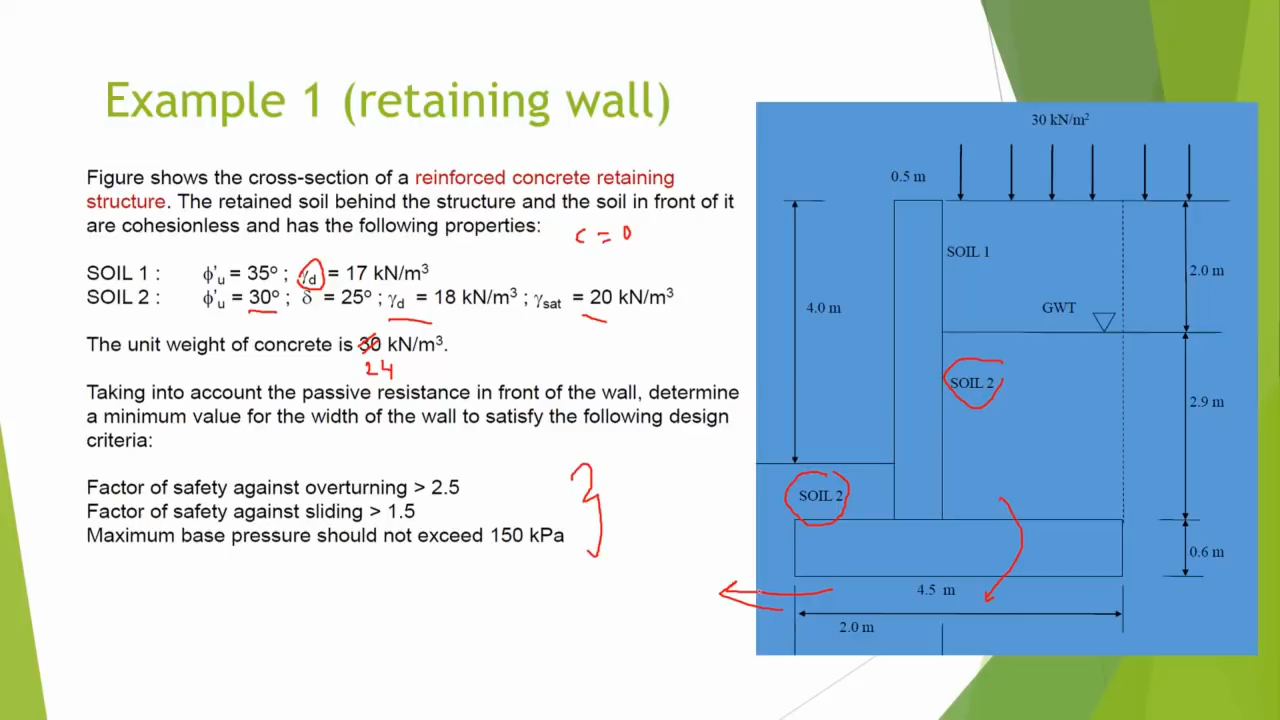 Example 1 (retaining wall)
Figure shows the cross-section of a reinforced concrete retaining
structure. The retained soil behind the structure and the soil in front of it
are cohesionless and has the following properties:
c = 0
SOIL 1 : ϕ'u = 35o ; γd = 17 kN/m3
SOIL 2 : ϕ'u = 30o ; δ = 25o ; γd = 18 kN/m3 ; γsat = 20 kN/m3
The unit weight of concrete is 30 kN/m3.
24
Taking into account the passive resistance in front of the wall, determine
a minimum value for the width of the wall to satisfy the following design
criteria:
Factor of safety against overturning > 2.5
Factor of safety against sliding > 1.5
Maximum base pressure should not exceed 150 kPa
30 kN/m2
0.5 m
SOIL 1
2.0 m
4.0 m
GWT
SOIL 2
2.9 m
SOIL 2
0.6 m
4.5 m
2.0 m